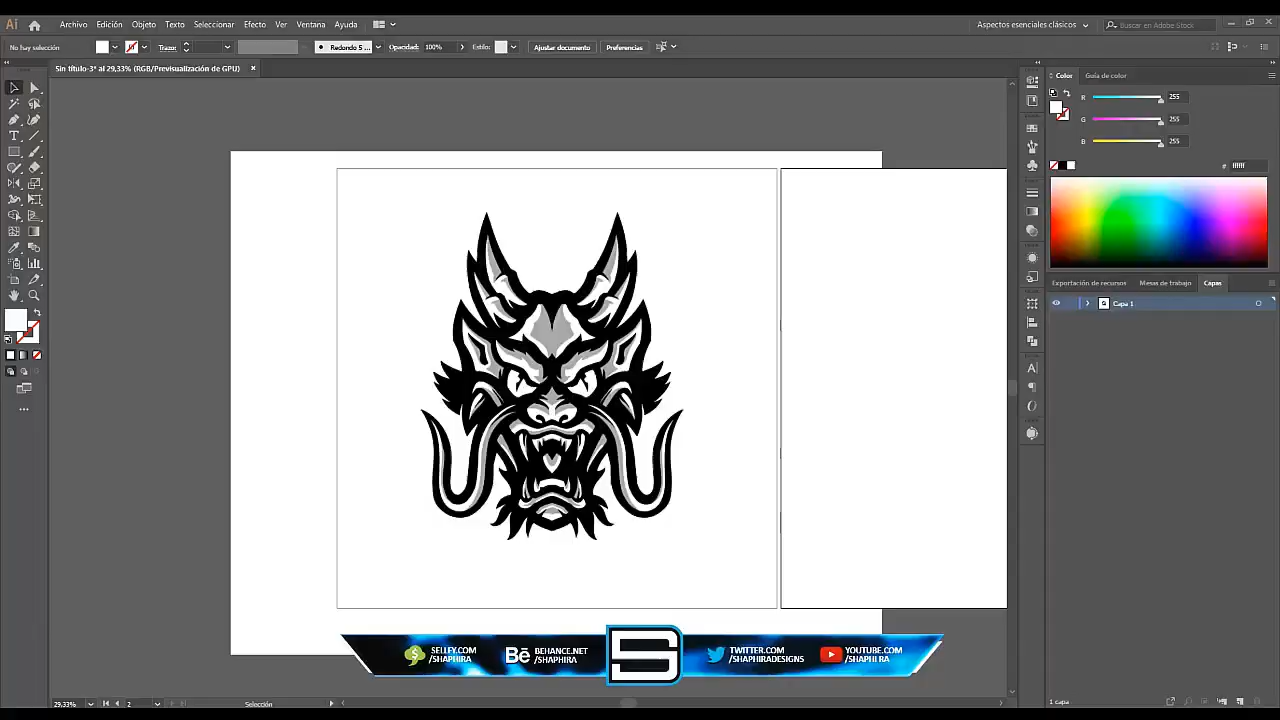 Ai Archivo Edición Objeto Texto Seleccionar Efecto Ver Ventana Ayuda Aspectos esenciales clásicos Buscar en Adobe Stock
No hay selección Trazo: Redondo 5 ... Opacidad: 100% Estilo: Ajustar documento Preferencias
Sin título-3* al 29,33% (RGB/Previsualización de GPU)
Color Guía de color
R 255
G 255
B 255
# ffffff
Exportación de recursos Mesas de trabajo Capas
Capa 1
SELLFY.COM
/SHAPHIRA
Bē BEHANCE.NET
/SHAPHIRA
S
TWITTER.COM
/SHAPHIRADESIGNS
YOUTUBE.COM
/SHAPHIRA
29,33% 2 Selección 1 Capa